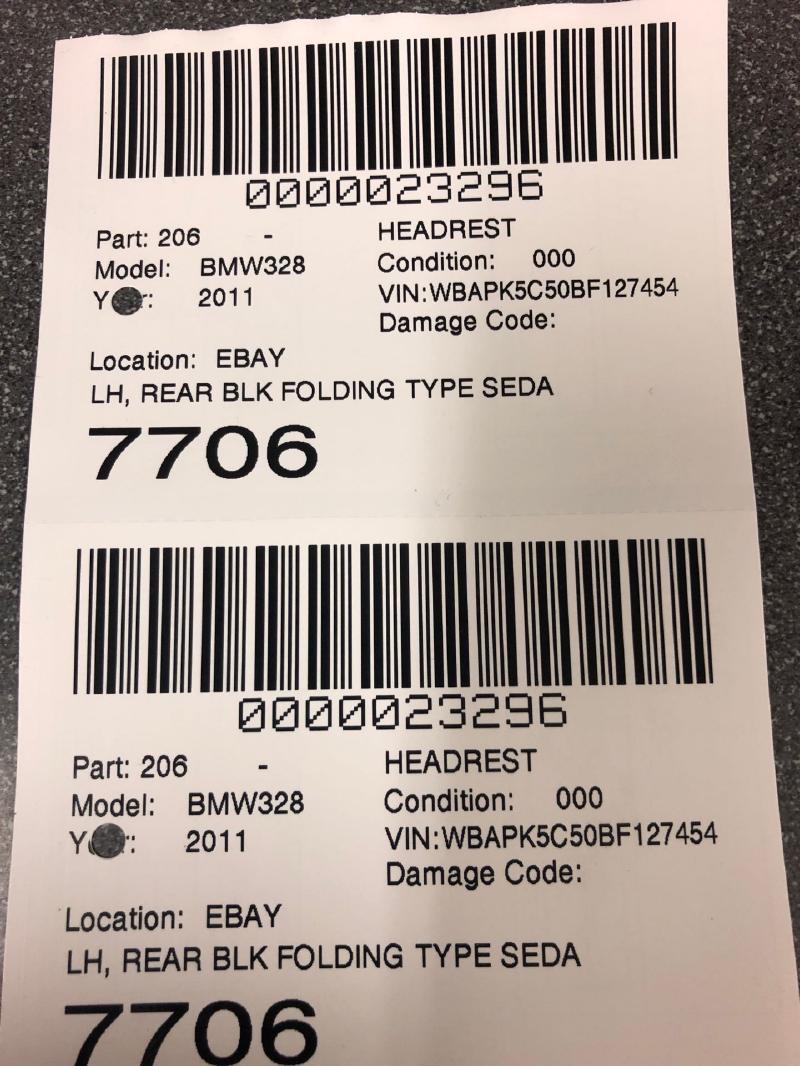 0000023296
Part: 206 - HEADREST
Model: BMW328 Condition: 000
2011 VIN:WBAPK5C50BF127454
Damage Code:
Location: EBAY
LH, REAR BLK FOLDING TYPE SEDA
7706
0000023296
Part: 206 - HEADREST
Model: BMW328 Condition: 000
2011 VIN:WBAPK5C50BF127454
Damage Code:
Location: EBAY
LH, REAR BLK FOLDING TYPE SEDA
7706